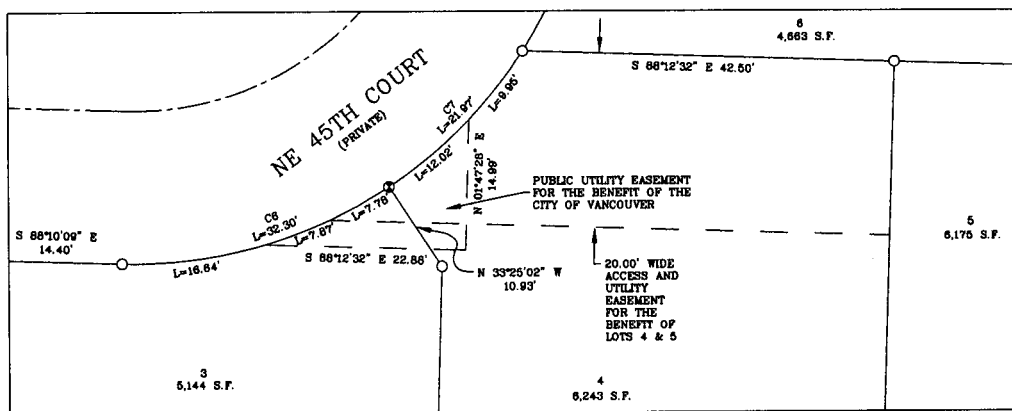 6
4,663 S.F.
S 88°12'32" E 42.50'
NE 45TH COURT
(PRIVATE)
C7
L=21.97'
L=9.95'
L=12.02'
N 01°47'28" E
14.99'
PUBLIC UTILITY EASEMENT
FOR THE BENEFIT OF THE
CITY OF VANCOUVER
C6
L=32.30'
L=7.87'
L=7.78'
S 88°10'09" E
14.40'
L=16.64'
S 88°12'32" E 22.88'
N 33°25'02" W
10.93'
20.00' WIDE
ACCESS AND
UTILITY
EASEMENT
FOR THE
BENEFIT OF
LOTS 4 & 5
5
6,175 S.F.
3
5,144 S.F.
4
6,243 S.F.